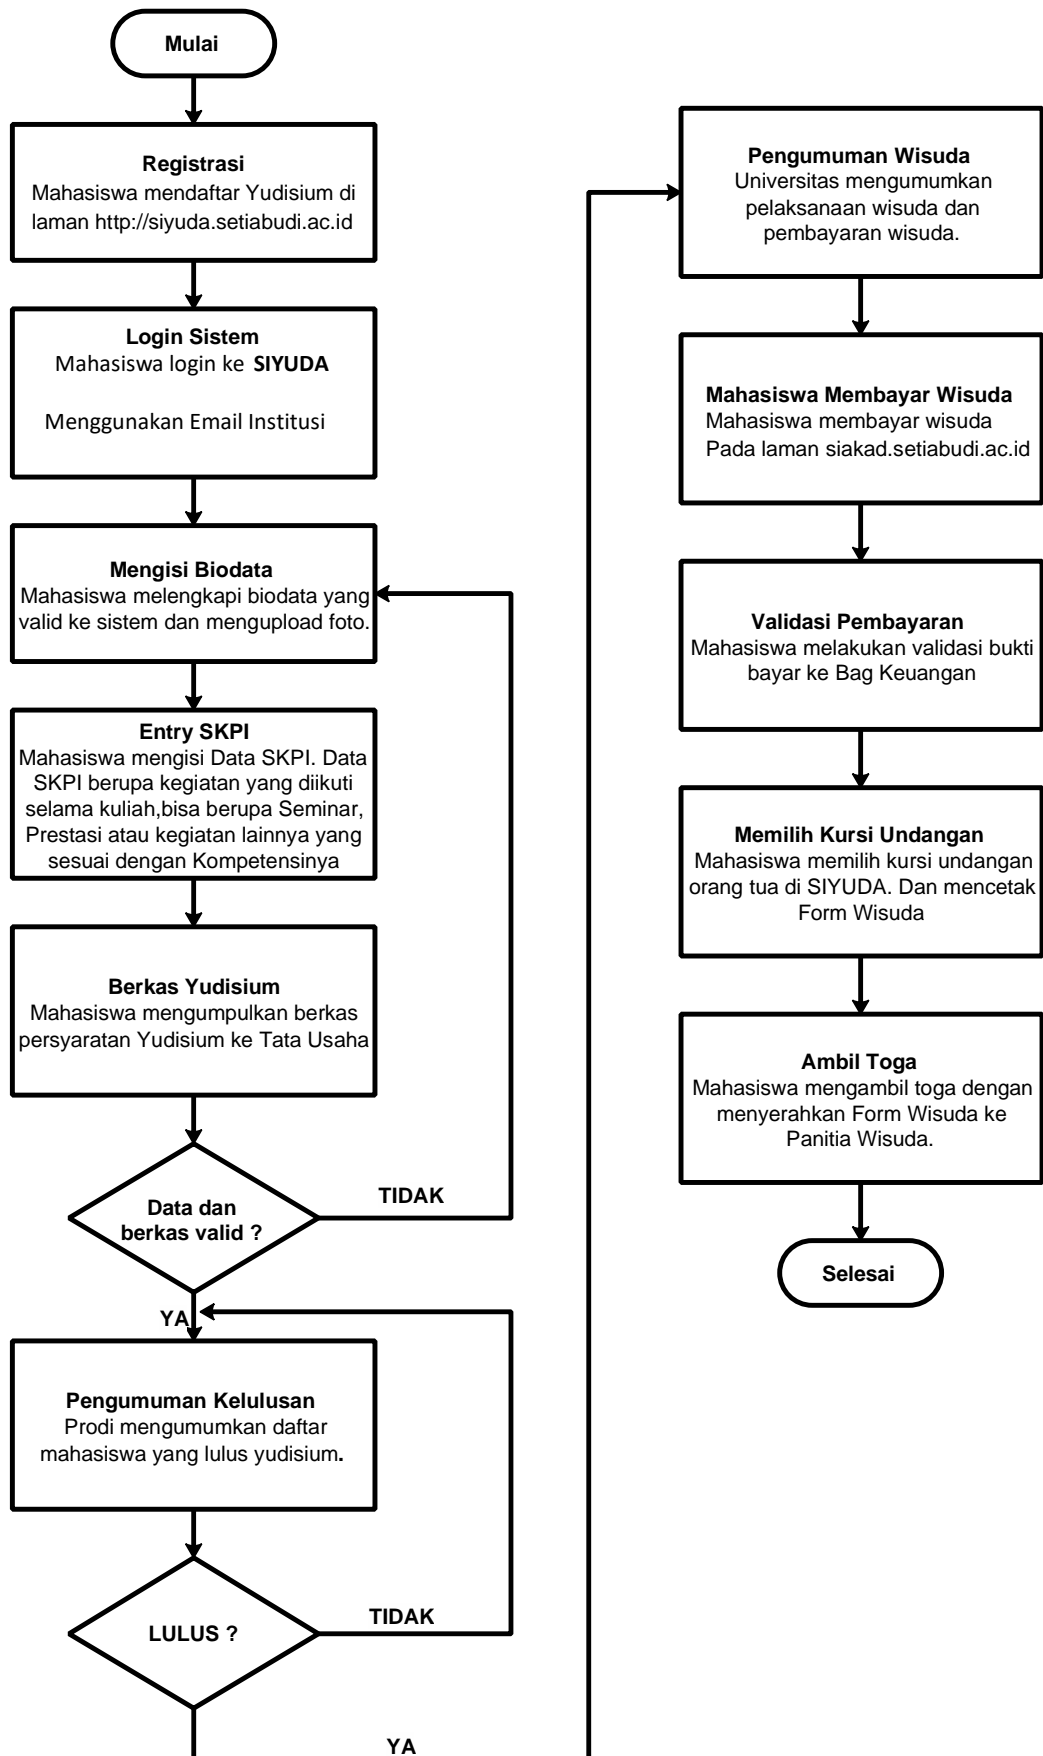 Mulai
Registrasi
Mahasiswa mendaftar Yudisium di
laman http://siyuda.setiabudi.ac.id
Login Sistem
Mahasiswa login ke SIYUDA
Menggunakan Email Institusi
Mengisi Biodata
Mahasiswa melengkapi biodata yang
valid ke sistem dan mengupload foto.
Entry SKPI
Mahasiswa mengisi Data SKPI. Data
SKPI berupa kegiatan yang diikuti
selama kuliah,bisa berupa Seminar,
Prestasi atau kegiatan lainnya yang
sesuai dengan Kompetensinya
Berkas Yudisium
Mahasiswa mengumpulkan berkas
persyaratan Yudisium ke Tata Usaha
Data dan
berkas valid ?
TIDAK
YA
Pengumuman Kelulusan
Prodi mengumumkan daftar
mahasiswa yang lulus yudisium.
LULUS ?
TIDAK
YA
Pengumuman Wisuda
Universitas mengumumkan
pelaksanaan wisuda dan
pembayaran wisuda.
Mahasiswa Membayar Wisuda
Mahasiswa membayar wisuda
Pada laman siakad.setiabudi.ac.id
Validasi Pembayaran
Mahasiswa melakukan validasi bukti
bayar ke Bag Keuangan
Memilih Kursi Undangan
Mahasiswa memilih kursi undangan
orang tua di SIYUDA. Dan mencetak
Form Wisuda
Ambil Toga
Mahasiswa mengambil toga dengan
menyerahkan Form Wisuda ke
Panitia Wisuda.
Selesai